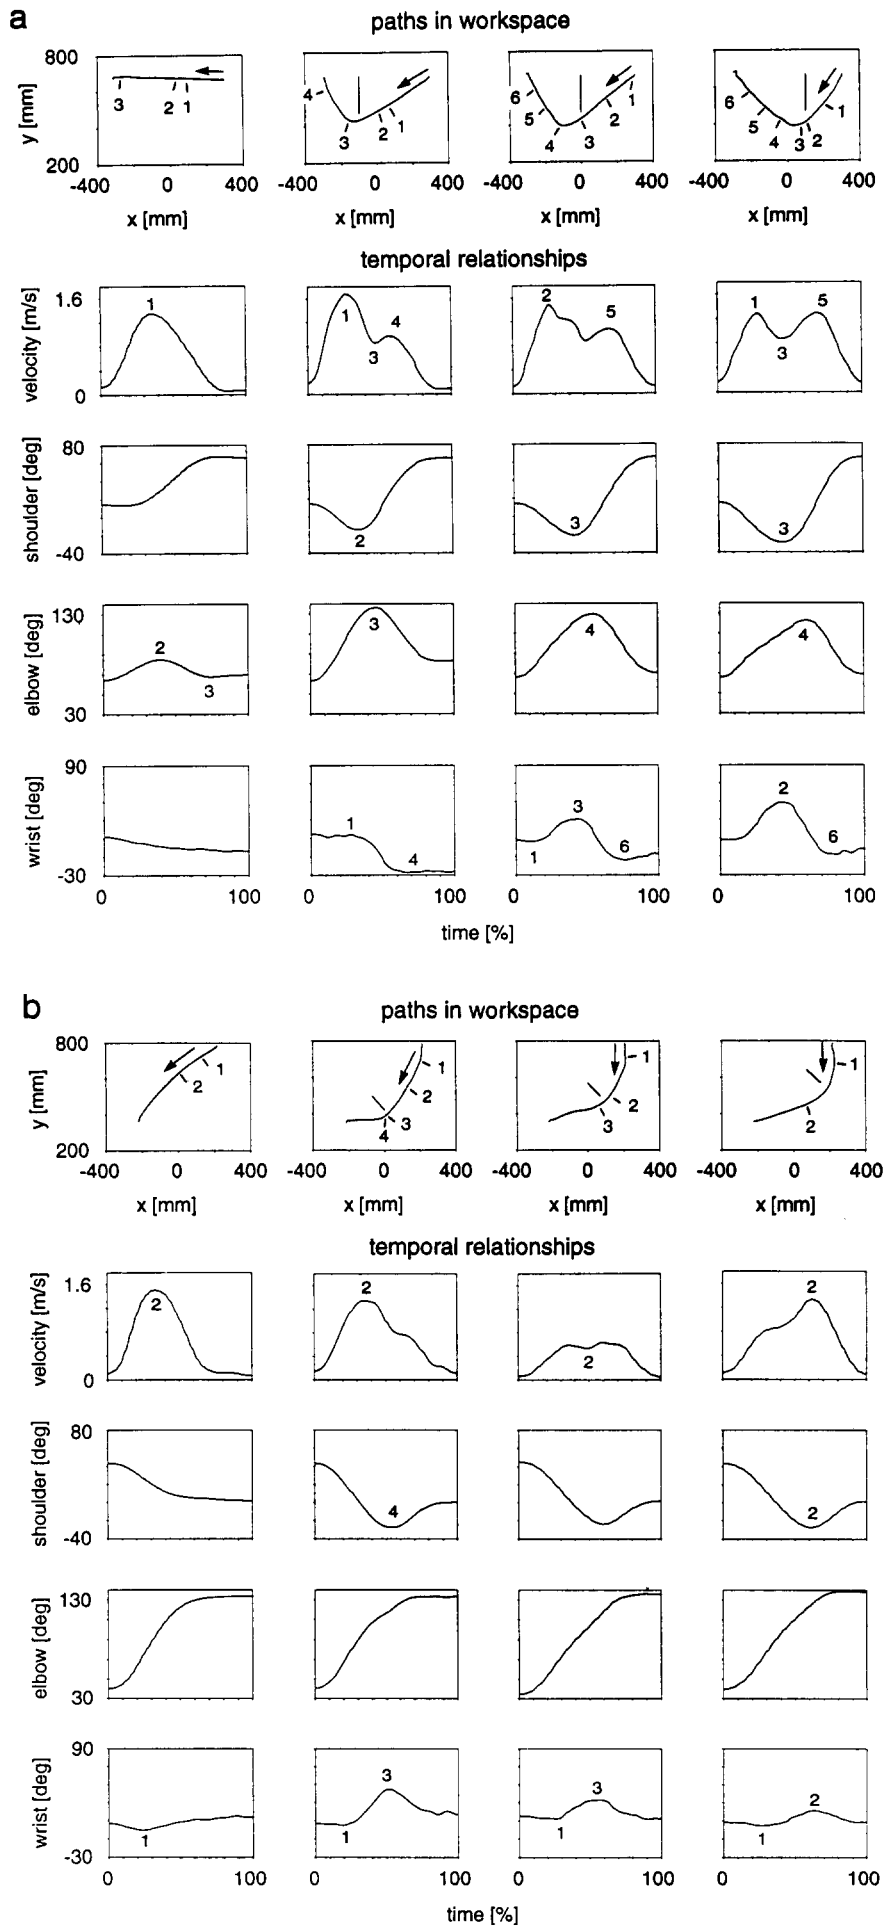 a
paths in workspace
800
y [mm]
200
3 2 1
4 3 2 1
6 5 4 3 2 1
6 5 4 3 2 1
-400 0 400 -400 0 400 -400 0 400 -400 0 400
x [mm] x [mm] x [mm] x [mm]
temporal relationships
1.6
velocity [m/s]
0
1
1 3 4
2 5
1 3 5
80
shoulder [deg]
-40
2
3
3
130
elbow [deg]
30
2 3
3
4
4
90
wrist [deg]
-30
1 4
1 3 6
2 6
0 100 0 100 0 100 0 100
time [%]
b
paths in workspace
800
y [mm]
200
1 2
1 2 3 4
1 2 3
1 2
-400 0 400 -400 0 400 -400 0 400 -400 0 400
x [mm] x [mm] x [mm] x [mm]
temporal relationships
1.6
velocity [m/s]
0
2
2
2
2
80
shoulder [deg]
-40
4
2
130
elbow [deg]
30
90
wrist [deg]
-30
1
1 3
1 3
1 2
0 100 0 100 0 100 0 100
time [%]